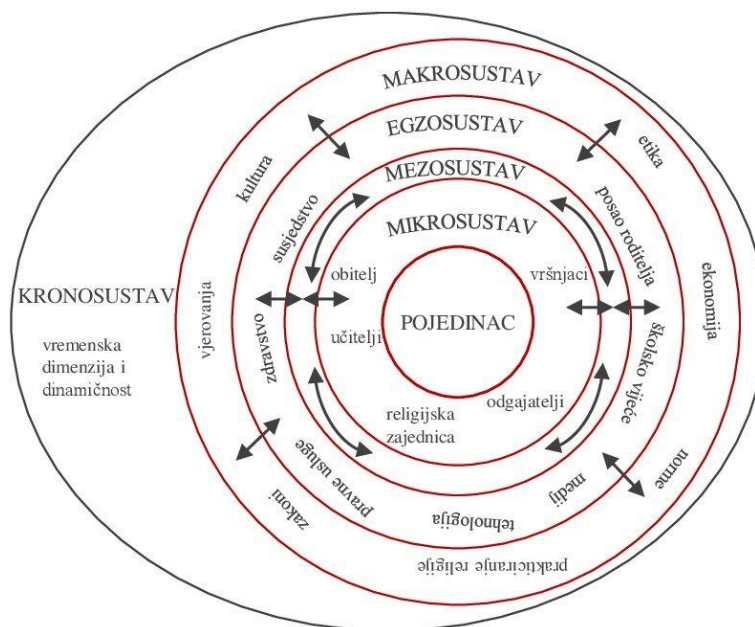 MAKROSUSTAV
EGZOSUSTAV
MEZOSUSTAV
MIKROSUSTAV
POJEDINAC
KRONOSUSTAV
vremenska
dimenzija i
dinamičnost
obitelj
vršnjaci
učitelji
odgajatelji
religijska
zajednica
susjedstvo
posao roditelja
zdravstvo
školsko vijeće
pravne usluge
tehnologija
medij
kultura
etika
vjerovanja
ekonomija
zakoni
prakticiranje religije
norme